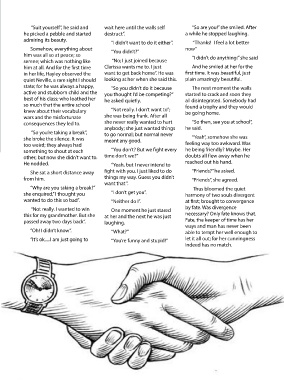 "Suit yourself", he said and
he picked a pebble and started
admiring its beauty.
Somehow, everything about
him was all so at peace; so
serene; which was nothing like
him at all. And for the first time
in her life, Hayley observed the
quiet Neville, a rare sight I should
state; for he was always a happy,
active and stubborn child and the
best of his class who loathed her
so much that the entire school
knew about their vocabulary
wars and the misfortunate
consequences they led to.
"So you're taking a break",
she broke the silence. It was
too weird; they always had
something to shout at each
other, but now she didn't want to.
He nodded.
She sat a short distance away
from him.
"Why are you taking a break?"
she enquired, "I thought you
wanted to do this so bad".
"Not really, I wanted to win
this for my grandmother. But she
passed away two days back".
"Oh! I didn't know."
"It's ok.....I am just going to
wait here until the walls self
destruct".
"I didn't want to do it either".
"You didn't?"
"No! I just joined because
Clarissa wants me to. I just
want to get back home". He was
looking at her when she said this.
"So you didn't do it because
you thought I'd be competing?"
he asked quietly.
"Not really, I don't want to";
she was being frank. After all
she never really wanted to hurt
anybody; she just wanted things
to go normal; but normal never
meant any good.
"You don't? But we fight every
time don't we?"
"Yeah, but I never intend to
fight with you. I just liked to do
things my way. Guess you didn't
want that."
"I don't get you".
"Neither do I".
One moment he just stared
at her and the next he was just
laughing.
"What?"
"You're funny and stupid!"
"So are you!" she smiled. After
a while he stopped laughing.
"Thanks! I feel a lot better
now"
"I didn't do anything" she said
And he smiled at her for the
first time. It was beautiful, just
plain amazingly beautiful.
The next moment the walls
started to crack and soon they
all disintegrated. Somebody had
found a trophy and they would
be going home.
"So then, see you at school",
he said.
"Yeah", somehow she was
feeling way too awkward. Was
he being friendly? Maybe. Her
doubts all flew away when he
reached out his hand.
"Friends?" he asked.
"Friends", she agreed.
Thus bloomed the quiet
harmony of two souls divergent
at first; brought to convergence
by fate. Was divergence
necessary? Only fate knows that.
Fate, the keeper of time has her
ways and man has never been
able to tempt her well enough to
let it all out; for her cunningness
indeed has no match.